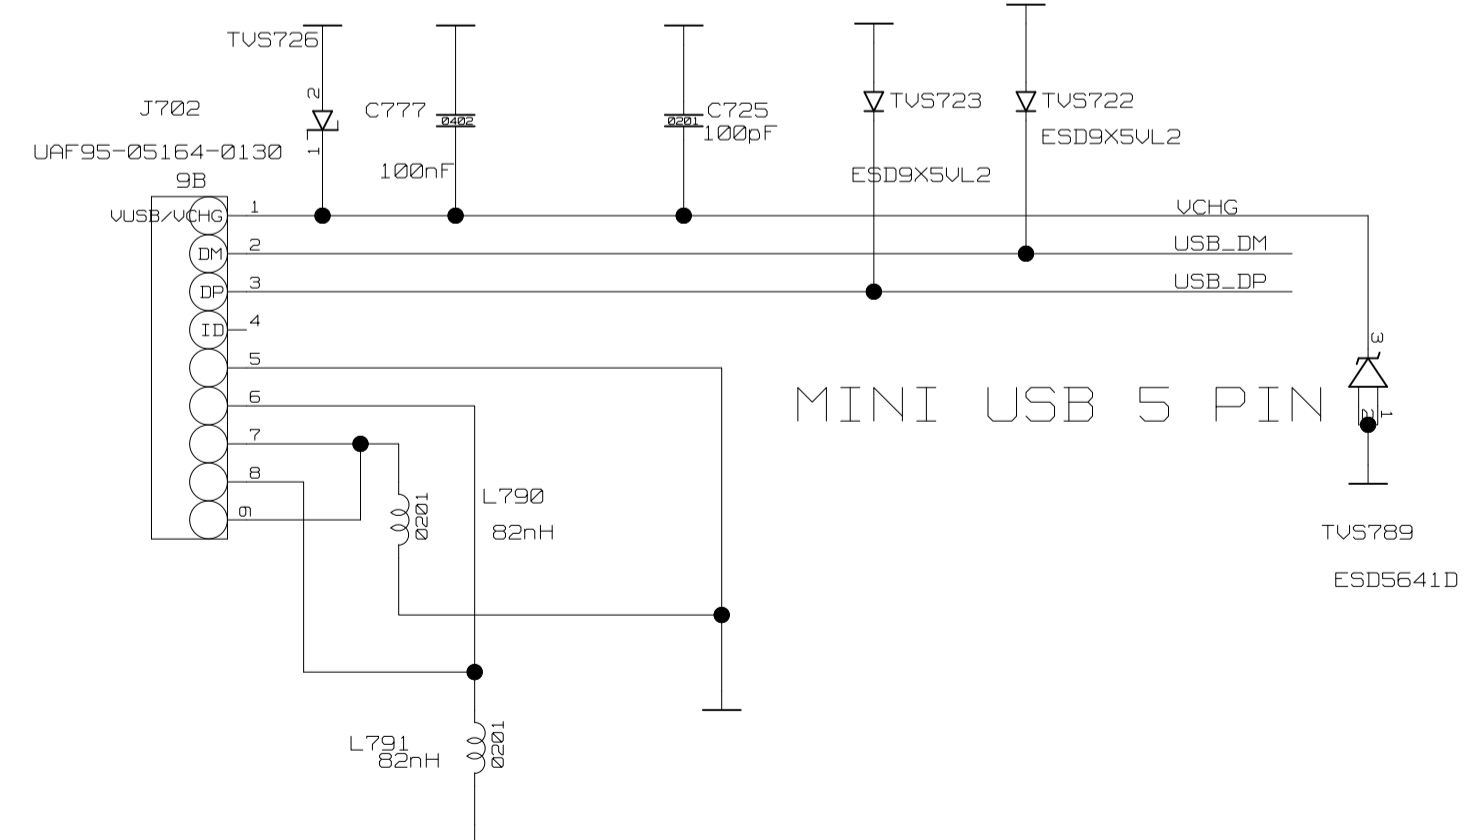 TVS726
2
J702
C777
0402
0201
C725
100pF
TVS723
TVS722
ESD9X5VL2
1
UAF95-05164-0130
100nF
ESD9X5VL2
9B
VUSB/VCHG
1
VCHG
DM
2
USB_DM
DP
3
USB_DP
ID
4
3
5
MINI USB 5 PIN
2
1
6
7
8
L790
0201
9
82nH
TVS789
ESD5641D
L791
82nH
0201